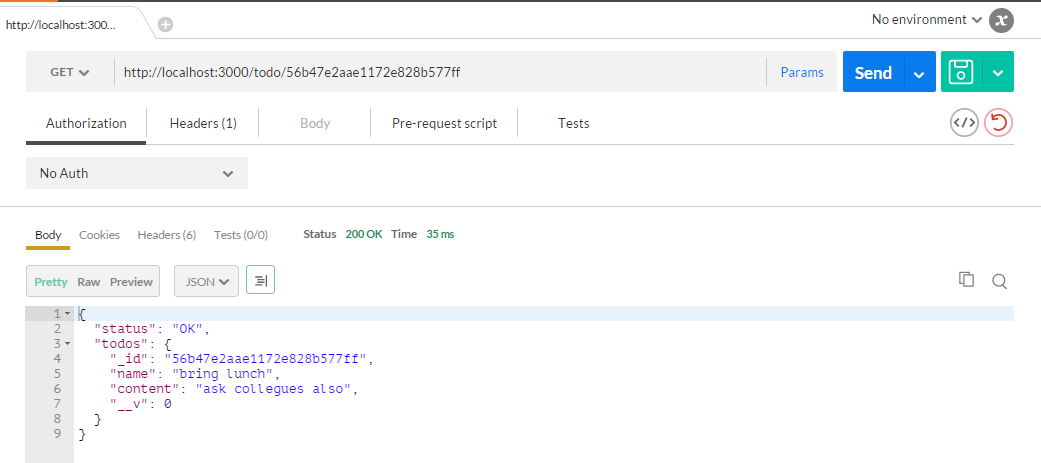 http://localhost:300...
No environment
GET
http://localhost:3000/todo/56b47e2aae1172e828b577ff
Params
Send
Authorization
Headers (1)
Body
Pre-request script
Tests
</>
No Auth
Body
Cookies
Headers (6)
Tests (0/0)
Status 200 OK Time 35 ms
Pretty Raw Preview
JSON
1 {
2 "status": "OK",
3 "todos": {
4 "_id": "56b47e2aae1172e828b577ff",
5 "name": "bring lunch",
6 "content": "ask collegues also",
7 "__v": 0
8 }
9 }